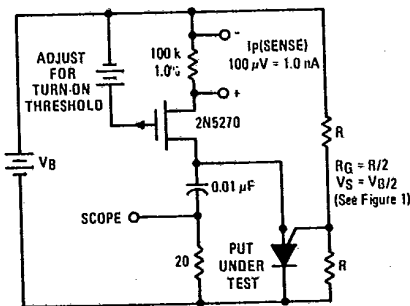 ADJUST
FOR
TURN-ON
THRESHOLD
100 k
1.0%
-
Ip(SENSE)
100 µV = 1.0 nA
+
2N5270
VB
0.01 µF
SCOPE
20
PUT
UNDER
TEST
R
RG = R/2
VS = VB/2
(See Figure 1)
R